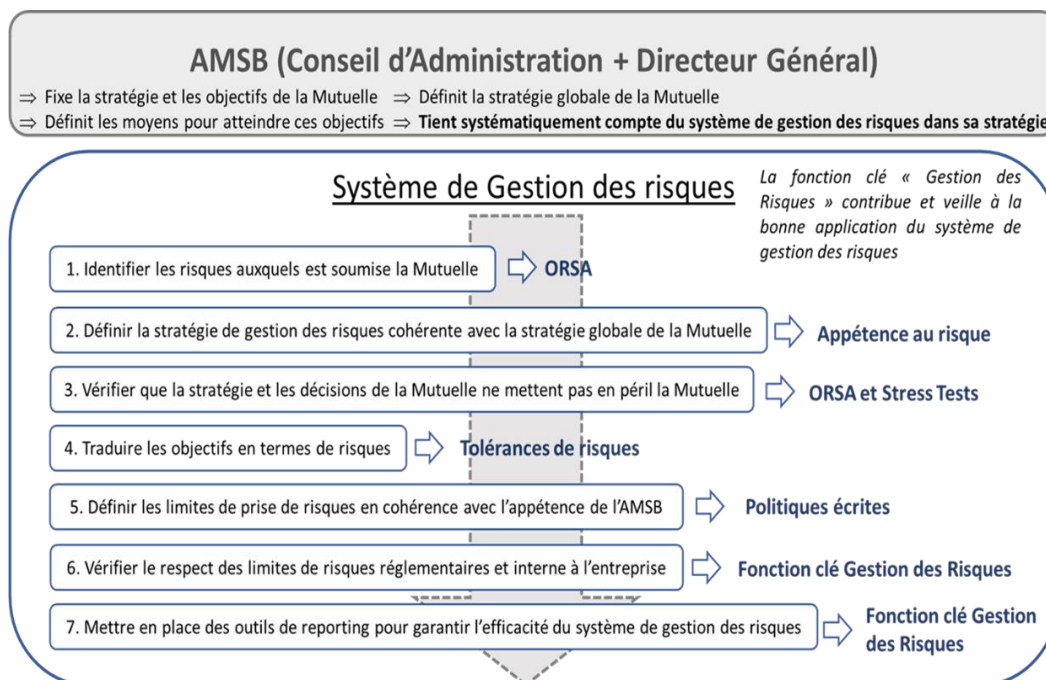 AMSB (Conseil d'Administration + Directeur Général)
⇒ Fixe la stratégie et les objectifs de la Mutuelle ⇒ Définit la stratégie globale de la Mutuelle
⇒ Définit les moyens pour atteindre ces objectifs ⇒ Tient systématiquement compte du système de gestion des risques dans sa stratégie
Système de Gestion des risques
La fonction clé « Gestion des
Risques » contribue et veille à la
bonne application du système de
gestion des risques
1. Identifier les risques auxquels est soumise la Mutuelle
ORSA
2. Définir la stratégie de gestion des risques cohérente avec la stratégie globale de la Mutuelle
Appétence au risque
3. Vérifier que la stratégie et les décisions de la Mutuelle ne mettent pas en péril la Mutuelle
ORSA et Stress Tests
4. Traduire les objectifs en termes de risques
Tolérances de risques
5. Définir les limites de prise de risques en cohérence avec l'appétence de l'AMSB
Politiques écrites
6. Vérifier le respect des limites de risques réglementaires et interne à l'entreprise
Fonction clé Gestion des Risques
7. Mettre en place des outils de reporting pour garantir l'efficacité du système de gestion des risques
Fonction clé Gestion
des Risques